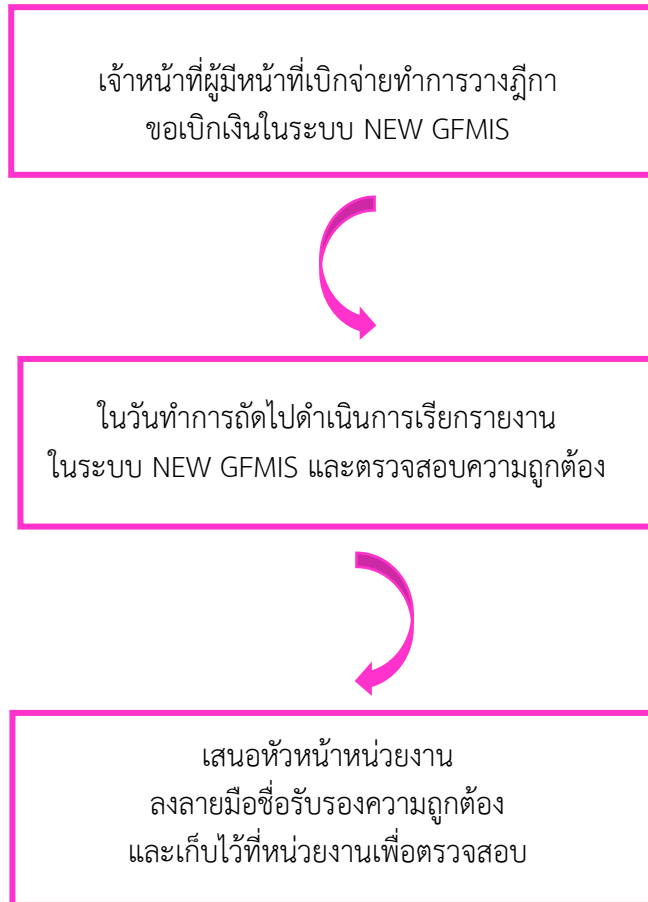 เจ้าหน้าที่ผู้มีหน้าที่เบิกจ่ายทำการวางฎีกา
ขอเบิกเงินในระบบ NEW GFMIS
ในวันทำการถัดไปดำเนินการเรียกรายงาน
ในระบบ NEW GFMIS และตรวจสอบความถูกต้อง
เสนอหัวหน้าหน่วยงาน
ลงลายมือชื่อรับรองความถูกต้อง
และเก็บไว้ที่หน่วยงานเพื่อตรวจสอบ